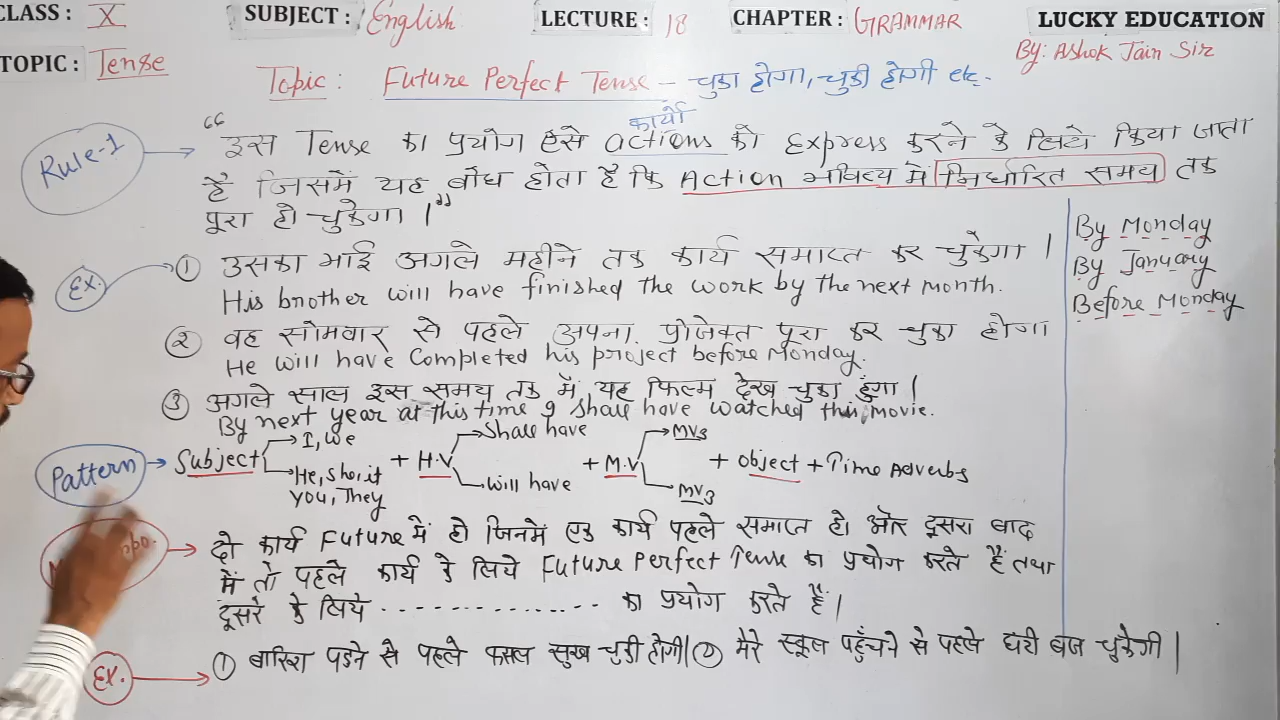 CLASS : X SUBJECT : English LECTURE : 18 CHAPTER : GRAMMAR LUCKY EDUCATION
By: Ashok Jain Sir
TOPIC : Tense
Topic : Future Perfect Tense – चुका होगा, चुकी होगी etc.
कार्यो
Rule-1 → “इस Tense का प्रयोग ऐसे actions को Express करने के लिये किया जाता
है जिसमें यह बोध होता है कि Action भविष्य में निर्धारित समय तक
पूरा हो चुकेगा।”
By Monday
By January
Before Monday
Ex. → ① उसका भाई अगले महीने तक कार्य समाप्त कर चुकेगा।
His brother will have finished the work by the next month.
② वह सोमवार से पहले अपना प्रोजेक्ट पूरा कर चुका होगा
He will have completed his project before Monday.
③ अगले साल इस समय तक मैं यह फिल्म देख चुका हुंगा।
By next year at this time I shall have watched this movie.
Pattern → Subject → I, We → He, She, it You, They + H.V → Shall have → Will have + M.V → MV3 → MV3 + Object + Time Adverbs
→ दो कार्य Future में हो जिनमें एक कार्य पहले समाप्त हो और दूसरा बाद
में तो पहले कार्य के लिये Future Perfect Tense का प्रयोग करते हैं तथा
दूसरे के लिये .............. का प्रयोग करते हैं।
Ex. → ① बारिश पडने से पहले फसल सुख चुकी होगी। ② मेरे स्कूल पहुँचने से पहले घंटी बज चुकेगी।